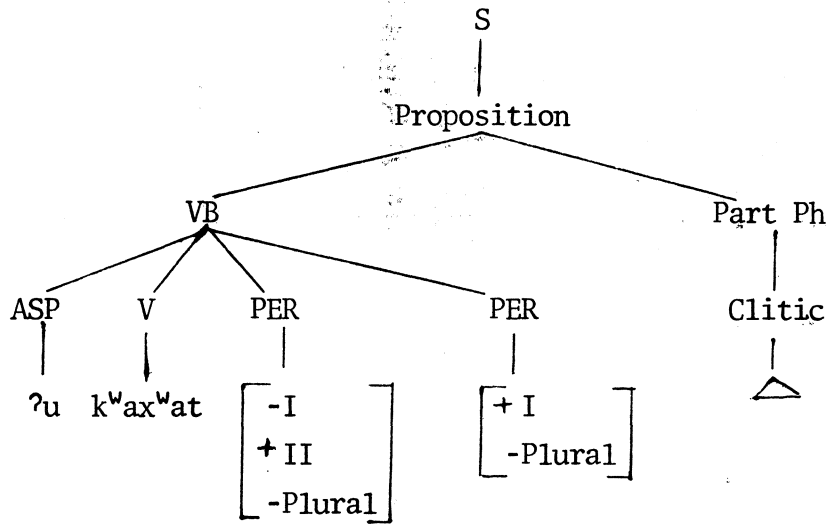 S
Proposition
VB Part Ph
ASP V PER PER Clitic
ʔu kʷaxʷat -I + I
+ II -Plural
-Plural